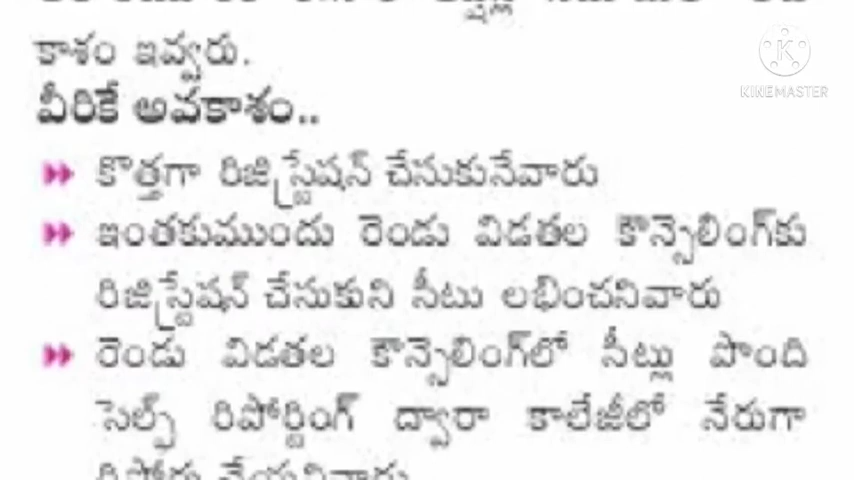 కాశం ఇవ్వరు.
వీరికే అవకాశం..
కొత్తగా రిజిస్ట్రేషన్ చేసుకునేవారు
ఇంతకుముందు రెండు విడతల కౌన్సెలింగ్‌కు
రిజిస్ట్రేషన్ చేసుకుని సీటు లభించనివారు
రెండు విడతల కౌన్సెలింగ్‌లో సీట్లు పొంది
సెల్ఫ్ రిపోర్టింగ్ ద్వారా కాలేజీలో నేరుగా
K
KINEMASTER